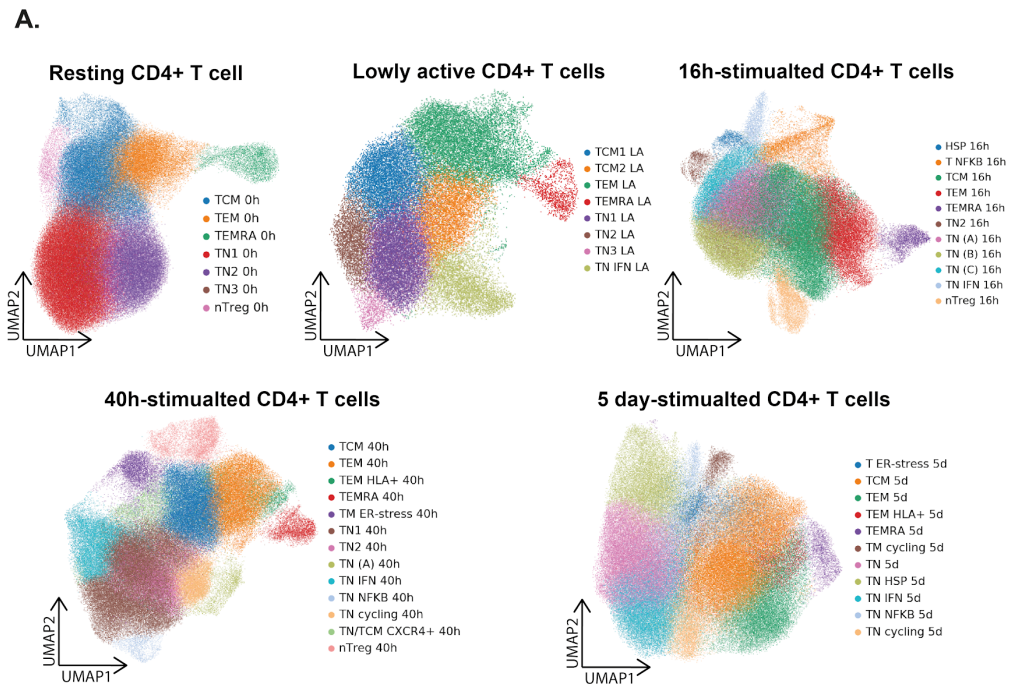 A.
Resting CD4+ T cell
TCM 0h
TEM 0h
TEMRA 0h
TN1 0h
TN2 0h
TN3 0h
nTreg 0h
UMAP2
UMAP1
Lowly active CD4+ T cells
TCM1 LA
TCM2 LA
TEM LA
TEMRA LA
TN1 LA
TN2 LA
TN3 LA
TN IFN LA
UMAP2
UMAP1
16h-stimualted CD4+ T cells
HSP 16h
T NFKB 16h
TCM 16h
TEM 16h
TEMRA 16h
TN2 16h
TN (A) 16h
TN (B) 16h
TN (C) 16h
TN IFN 16h
nTreg 16h
UMAP2
UMAP1
40h-stimualted CD4+ T cells
TCM 40h
TEM 40h
TEM HLA+ 40h
TEMRA 40h
TM ER-stress 40h
TN1 40h
TN2 40h
TN (A) 40h
TN IFN 40h
TN NFKB 40h
TN cycling 40h
TN/TCM CXCR4+ 40h
nTreg 40h
UMAP2
UMAP1
5 day-stimualted CD4+ T cells
T ER-stress 5d
TCM 5d
TEM 5d
TEM HLA+ 5d
TEMRA 5d
TM cycling 5d
TN 5d
TN HSP 5d
TN IFN 5d
TN NFKB 5d
TN cycling 5d
UMAP2
UMAP1